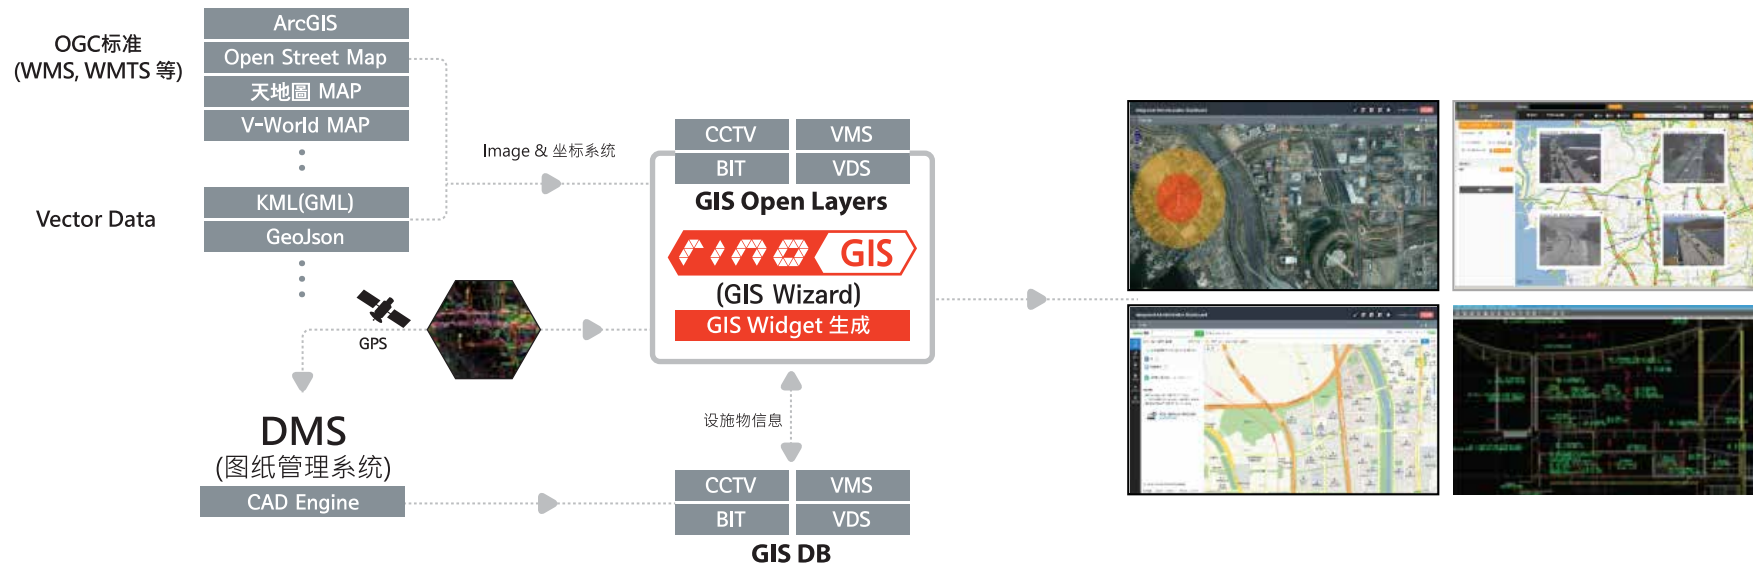 OGC标准
(WMS, WMTS 等)
ArcGIS
Open Street Map
天地圖 MAP
V-World MAP
Vector Data
KML(GML)
GeoJson
Image & 坐标系统
GPS
DMS
(图纸管理系统)
CAD Engine
CCTV VMS
BIT VDS
GIS Open Layers
rino GIS
(GIS Wizard)
GIS Widget 生成
设施物信息
CCTV VMS
BIT VDS
GIS DB